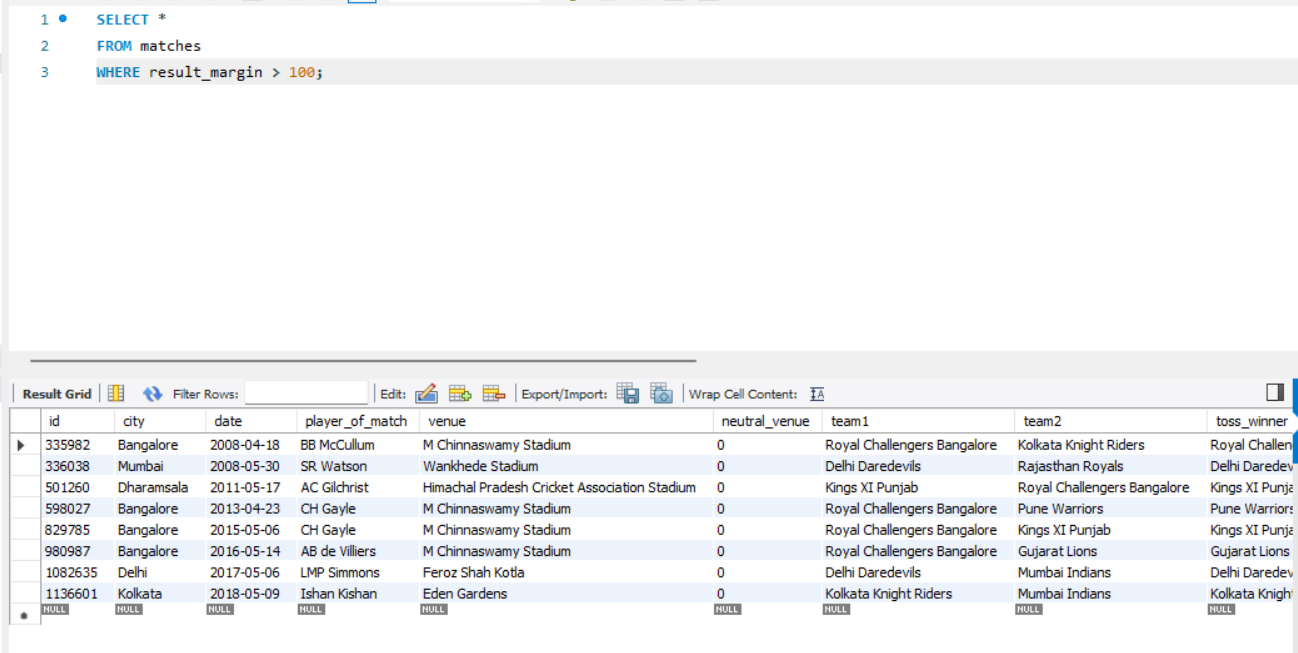 1 SELECT *
2 FROM matches
3 WHERE result_margin > 100;
Result Grid Filter Rows: Edit: Export/Import: Wrap Cell Content:
id city date player_of_match venue neutral_venue team1 team2 toss_winner
335982 Bangalore 2008-04-18 BB McCullum M Chinnaswamy Stadium 0 Royal Challengers Bangalore Kolkata Knight Riders Royal Challen
336038 Mumbai 2008-05-30 SR Watson Wankhede Stadium 0 Delhi Daredevils Rajasthan Royals Delhi Daredev
501260 Dharamsala 2011-05-17 AC Gilchrist Himachal Pradesh Cricket Association Stadium 0 Kings XI Punjab Royal Challengers Bangalore Kings XI Punja
598027 Bangalore 2013-04-23 CH Gayle M Chinnaswamy Stadium 0 Royal Challengers Bangalore Pune Warriors Pune Warriors
829785 Bangalore 2015-05-06 CH Gayle M Chinnaswamy Stadium 0 Royal Challengers Bangalore Kings XI Punjab Kings XI Punja
980987 Bangalore 2016-05-14 AB de Villiers M Chinnaswamy Stadium 0 Royal Challengers Bangalore Gujarat Lions Gujarat Lions
1082635 Delhi 2017-05-06 LMP Simmons Feroz Shah Kotla 0 Delhi Daredevils Mumbai Indians Delhi Daredev
1136601 Kolkata 2018-05-09 Ishan Kishan Eden Gardens 0 Kolkata Knight Riders Mumbai Indians Kolkata Knigh
NULL NULL NULL NULL NULL NULL NULL NULL NULL